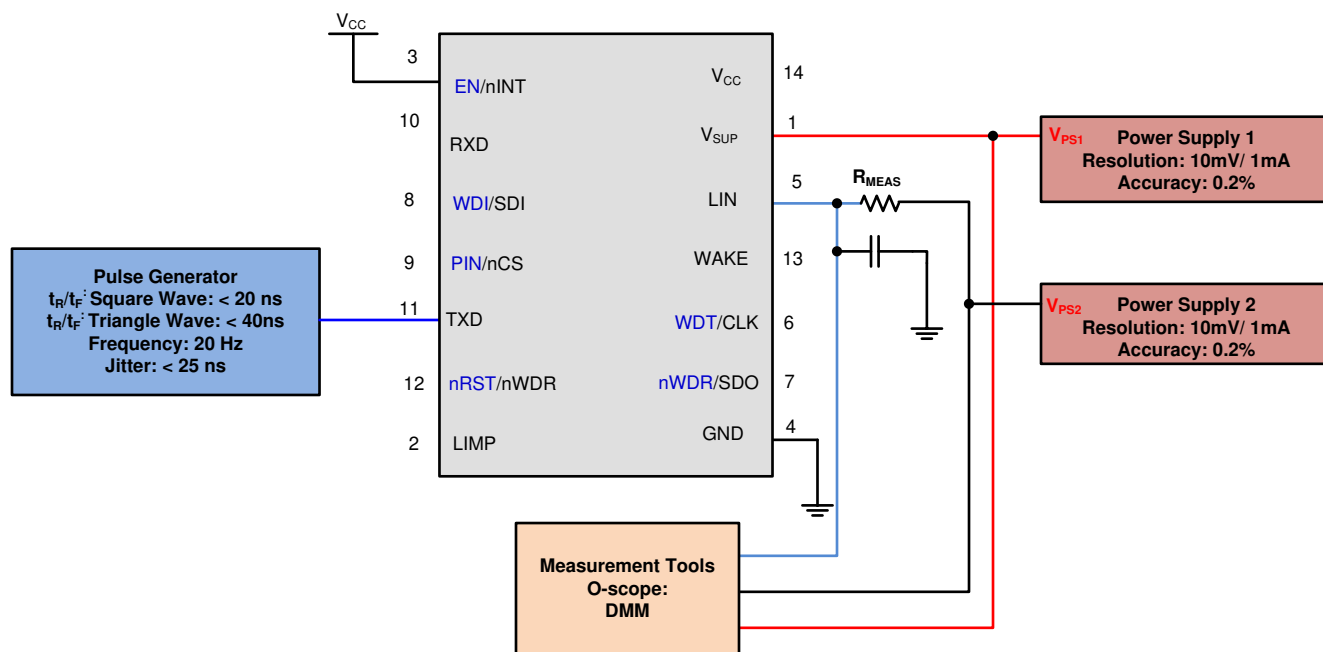 VCC
3
EN/nINT
10
RXD
8
WDI/SDI
9
PIN/nCS
11
TXD
12
nRST/nWDR
2
LIMP
VCC
14
VSUP
1
LIN
5
WAKE
13
WDT/CLK
6
nWDR/SDO
7
GND
4
RMEAS
Pulse Generator
tR/tF: Square Wave: < 20 ns
tR/tF: Triangle Wave: < 40ns
Frequency: 20 Hz
Jitter: < 25 ns
VPS1
Power Supply 1
Resolution: 10mV/ 1mA
Accuracy: 0.2%
VPS2
Power Supply 2
Resolution: 10mV/ 1mA
Accuracy: 0.2%
Measurement Tools
O-scope:
DMM